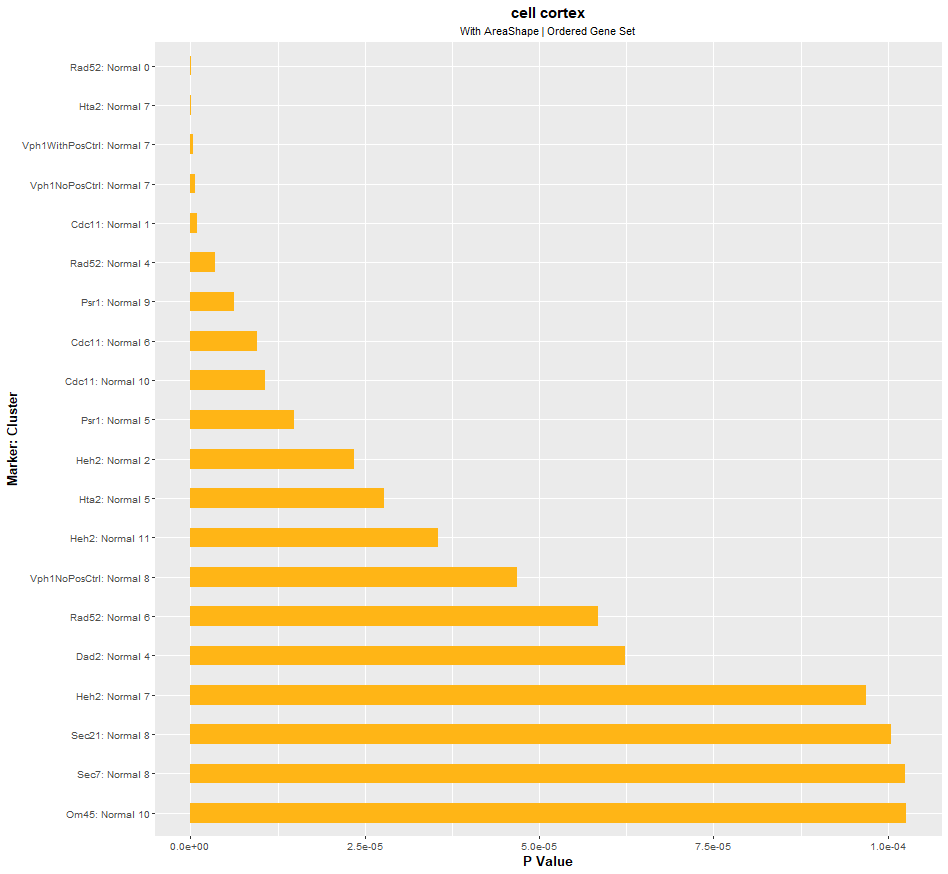 cell cortex
With AreaShape | Ordered Gene Set
Marker: Cluster
Rad52: Normal 0
Hta2: Normal 7
Vph1WithPosCtrl: Normal 7
Vph1NoPosCtrl: Normal 7
Cdc11: Normal 1
Rad52: Normal 4
Psr1: Normal 9
Cdc11: Normal 6
Cdc11: Normal 10
Psr1: Normal 5
Heh2: Normal 2
Hta2: Normal 5
Heh2: Normal 11
Vph1NoPosCtrl: Normal 8
Rad52: Normal 6
Dad2: Normal 4
Heh2: Normal 7
Sec21: Normal 8
Sec7: Normal 8
Om45: Normal 10
0.0e+00 2.5e-05 5.0e-05 7.5e-05 1.0e-04
P Value